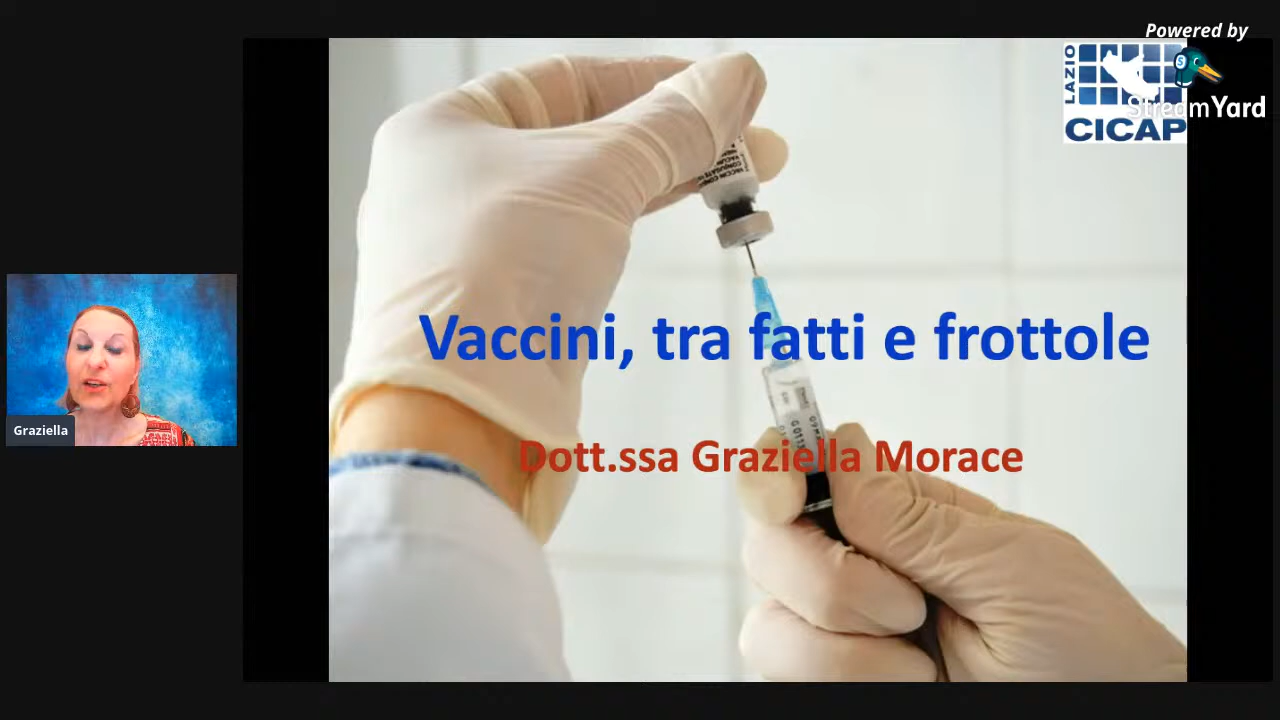 Powered by
StreamYard
LAZIO
CICAP
Vaccini, tra fatti e frottole
Dott.ssa Graziella Morace
Graziella